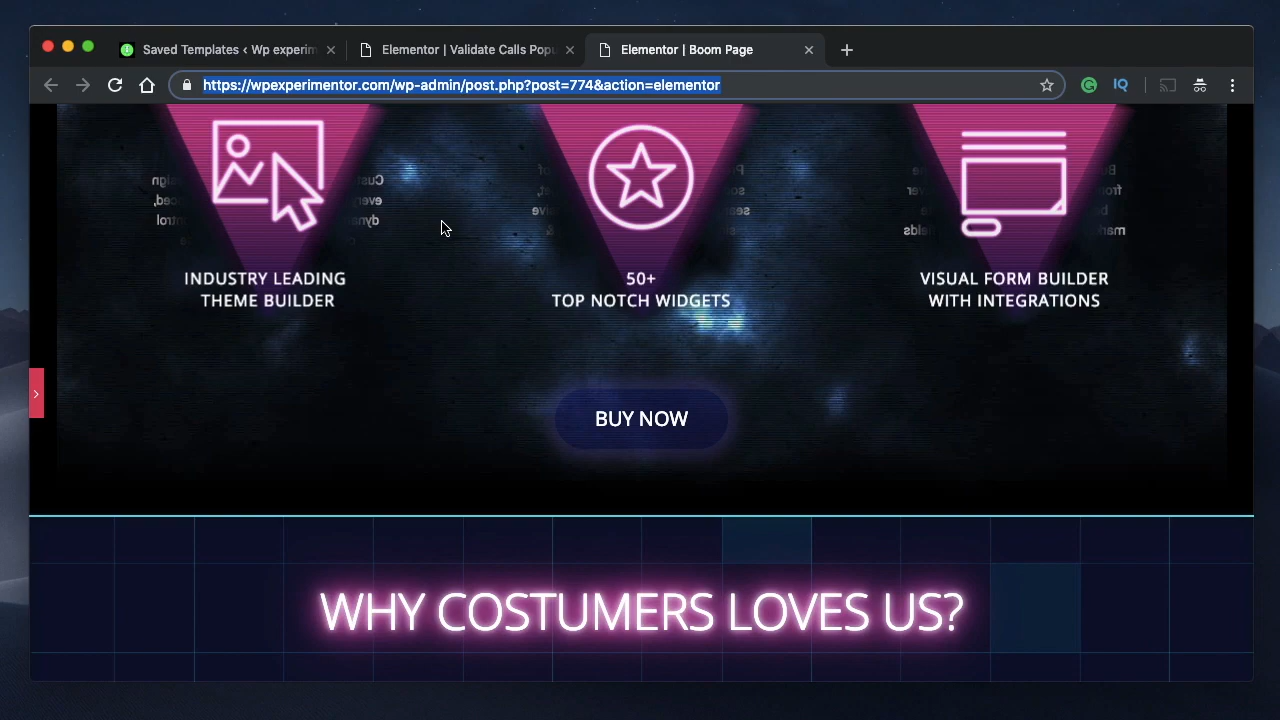 Saved Templates ‹ Wp experim
Elementor | Validate Calls Popu
Elementor | Boom Page
https://wpexperimentor.com/wp-admin/post.php?post=774&action=elementor
IQ
INDUSTRY LEADING
THEME BUILDER
50+
TOP NOTCH WIDGETS
VISUAL FORM BUILDER
WITH INTEGRATIONS
BUY NOW
WHY COSTUMERS LOVES US?